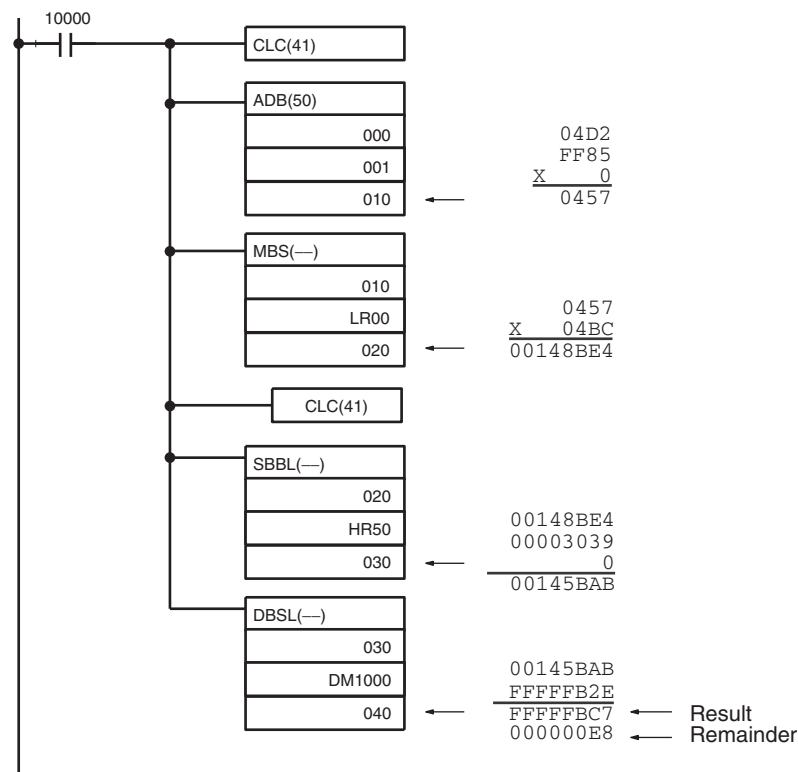 10000
CLC(41)
ADB(50)
000
001
010
04D2
FF85
X 0
0457
MBS(––)
010
LR00
020
0457
X 04BC
00148BE4
CLC(41)
SBBL(––)
020
HR50
030
00148BE4
00003039
0
00145BAB
DBSL(––)
030
DM1000
040
00145BAB
FFFFFB2E
FFFFFBC7 Result
000000E8 Remainder